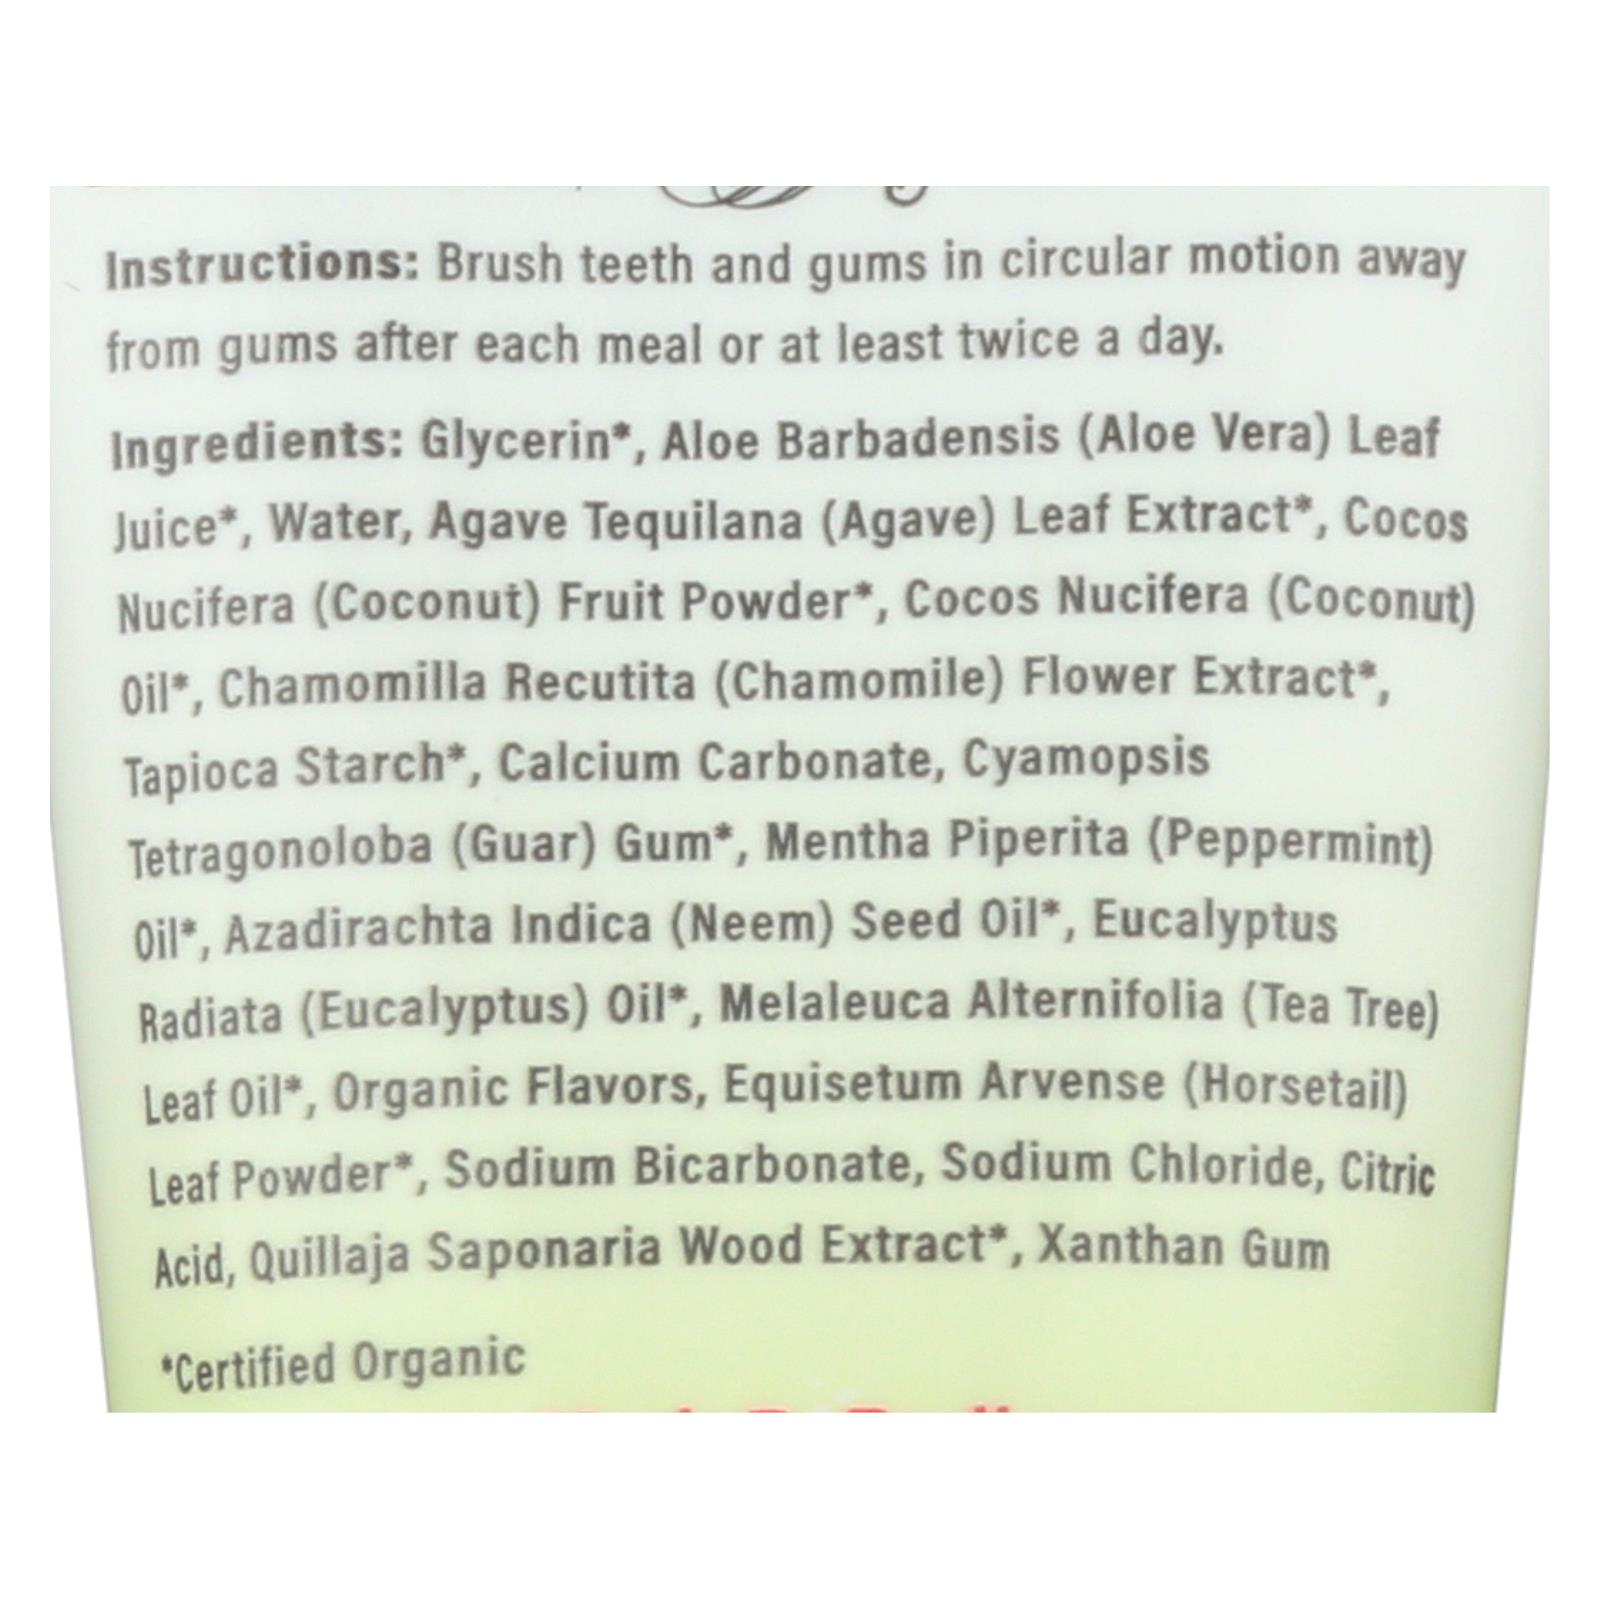 Instructions: Brush teeth and gums in circular motion away
from gums after each meal or at least twice a day.
Ingredients: Glycerin*, Aloe Barbadensis (Aloe Vera) Leaf
Juice*, Water, Agave Tequilana (Agave) Leaf Extract*, Cocos
Nucifera (Coconut) Fruit Powder*, Cocos Nucifera (Coconut)
Oil*, Chamomilla Recutita (Chamomile) Flower Extract*,
Tapioca Starch*, Calcium Carbonate, Cyamopsis
Tetragonoloba (Guar) Gum*, Mentha Piperita (Peppermint)
Oil*, Azadirachta Indica (Neem) Seed Oil*, Eucalyptus
Radiata (Eucalyptus) Oil*, Melaleuca Alternifolia (Tea Tree)
Leaf Oil*, Organic Flavors, Equisetum Arvense (Horsetail)
Leaf Powder*, Sodium Bicarbonate, Sodium Chloride, Citric
Acid, Quillaja Saponaria Wood Extract*, Xanthan Gum
*Certified Organic